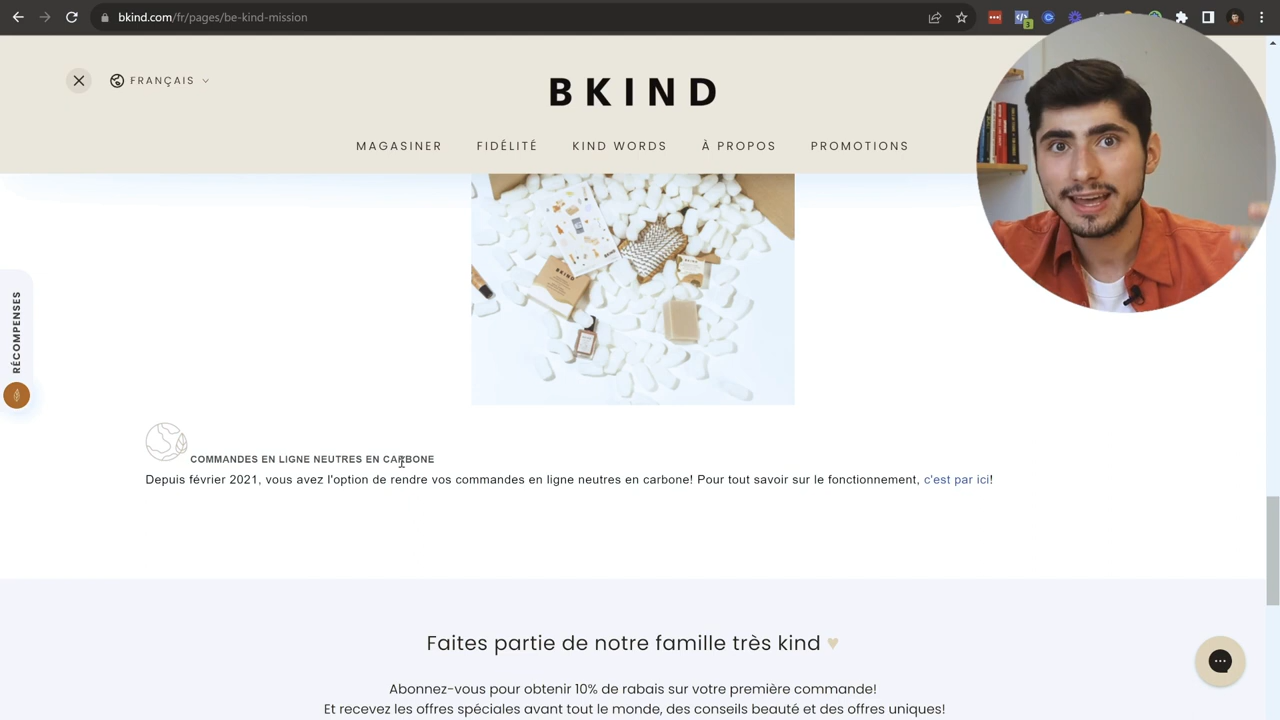 bkind.com/fr/pages/be-kind-mission
3
FRANÇAIS
BKIND
MAGASINER FIDÉLITÉ KIND WORDS À PROPOS PROMOTIONS
BKIND
RÉCOMPENSES
COMMANDES EN LIGNE NEUTRES EN CARBONE
Depuis février 2021, vous avez l'option de rendre vos commandes en ligne neutres en carbone! Pour tout savoir sur le fonctionnement, c'est par ici!
Faites partie de notre famille très kind ♥
Abonnez-vous pour obtenir 10% de rabais sur votre première commande!
Et recevez les offres spéciales avant tout le monde, des conseils beauté et des offres uniques!